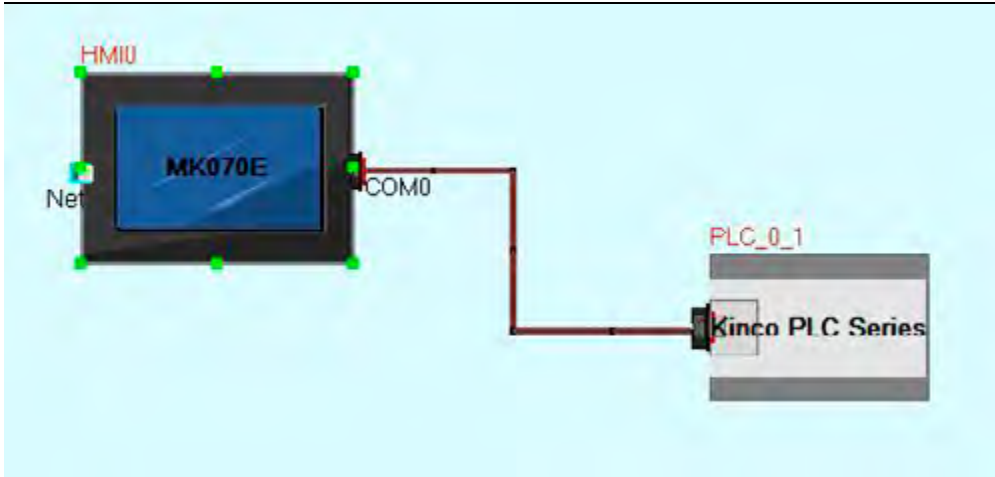 HMI0
MK070E
Net
COM0
PLC_0_1
Kinco PLC Series